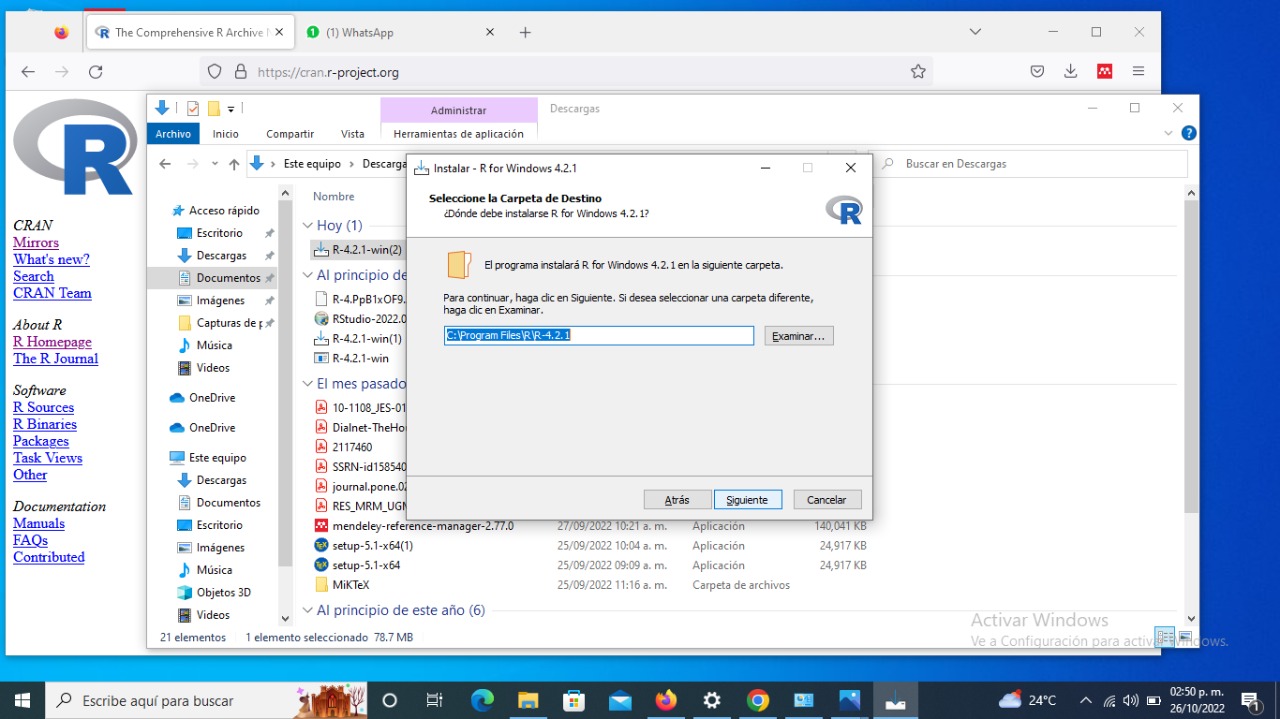 The Comprehensive R Archive
(1) WhatsApp
https://cran.r-project.org
R
CRAN
Mirrors
What's new?
Search
CRAN Team
About R
R Homepage
The R Journal
Software
R Sources
R Binaries
Packages
Task Views
Other
Documentation
Manuals
FAQs
Contributed
Administrar
Descargas
Archivo
Inicio
Compartir
Vista
Herramientas de aplicación
Este equipo
Descarga
Buscar en Descargas
Acceso rápido
Escritorio
Descargas
Documentos
Imágenes
Capturas de p
Música
Videos
OneDrive
OneDrive
Este equipo
Descargas
Documentos
Escritorio
Imágenes
Música
Objetos 3D
Videos
Nombre
Hoy (1)
R-4.2.1-win(2)
Al principio de
R-4.PpB1xOF9.
RStudio-2022.0
R-4.2.1-win(1)
R-4.2.1-win
El mes pasado
10-1108_JES-01
Dialnet-TheHo
2117460
SSRN-id158540
journal.pone.0
RES_MRM_UGM
mendeley-reference-manager-2.77.0 27/09/2022 10:21 a. m. Aplicación 140,041 KB
setup-5.1-x64(1) 25/09/2022 10:04 a. m. Aplicación 24,917 KB
setup-5.1-x64 25/09/2022 09:09 a. m. Aplicación 24,917 KB
MiKTeX 25/09/2022 11:16 a. m. Carpeta de archivos
Al principio de este año (6)
21 elementos 1 elemento seleccionado 78.7 MB
Instalar - R for Windows 4.2.1
Seleccione la Carpeta de Destino
¿Dónde debe instalarse R for Windows 4.2.1?
R
El programa instalará R for Windows 4.2.1 en la siguiente carpeta.
Para continuar, haga clic en Siguiente. Si desea seleccionar una carpeta diferente,
haga clic en Examinar.
C:\Program Files\R\R-4.2.1
Examinar...
Atrás
Siguiente
Cancelar
Activar Windows
Ve a Configuración para activar Windows.
Escribe aquí para buscar
24°C
02:50 p. m.
26/10/2022
1